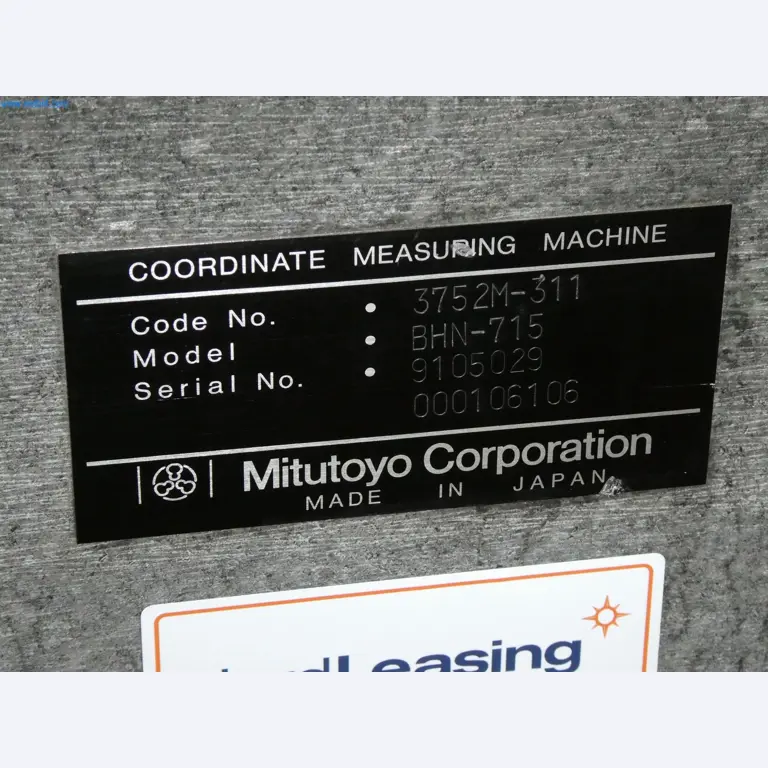 COORDINATE MEASURING MACHINE
Code No. • 3752M-311
Model • BHN-715
Serial No. • 9105029
000106106
Mitutoyo Corporation
MADE IN JAPAN
Leasing